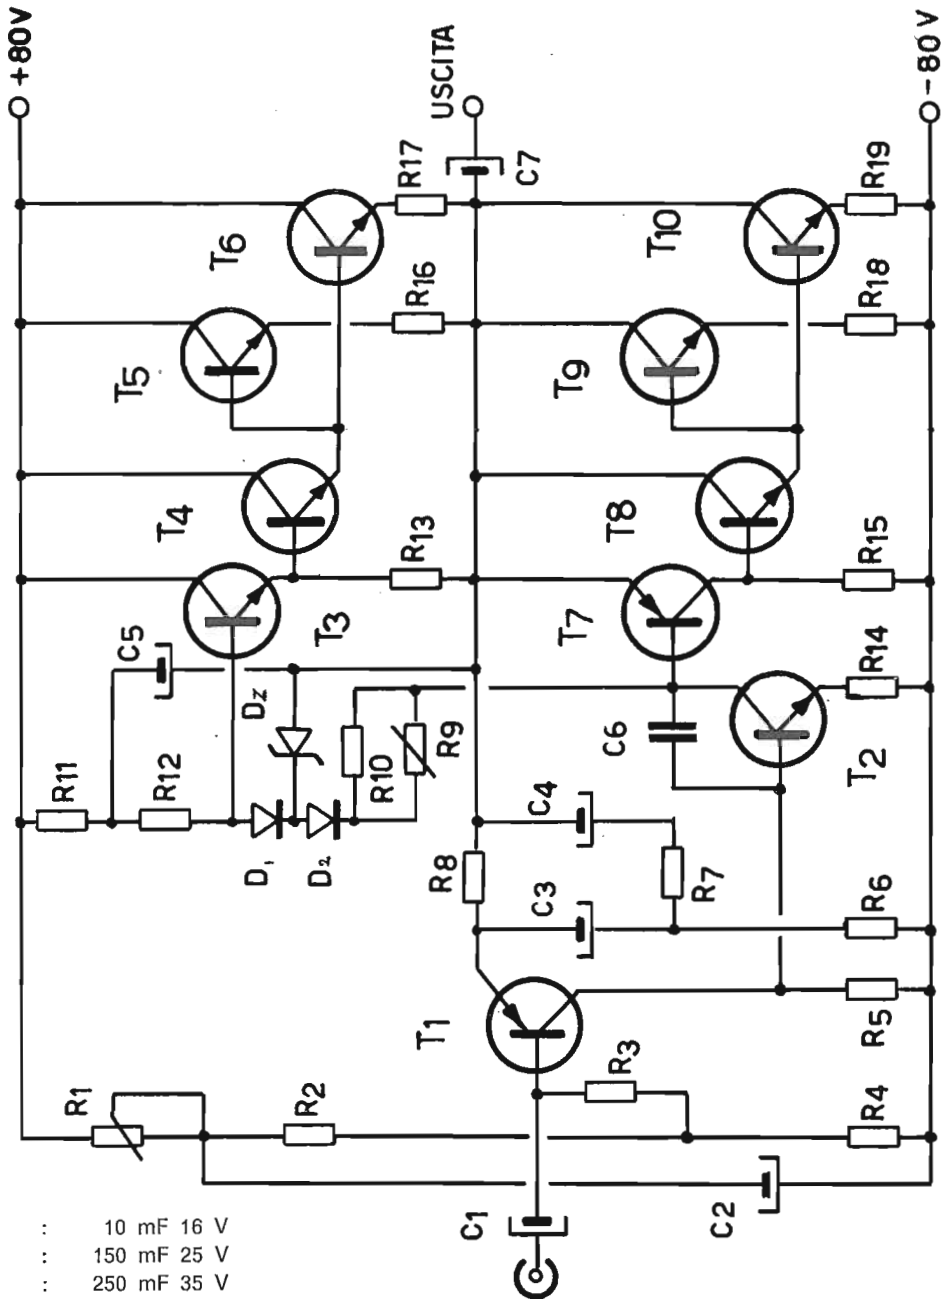 +80V
R17
T6
R16
T5
T4
R13
T3
C5
DZ
R11
R12
D1
D2
R10
R9
USCITA
C7
T10
R19
T9
R18
T8
R15
T7
R14
C6
T2
C4
R8
C3
R7
R6
T1
R5
R3
R1
R2
R4
C2
C1
-80V
: 10 mF 16 V
: 150 mF 25 V
: 250 mF 35 V